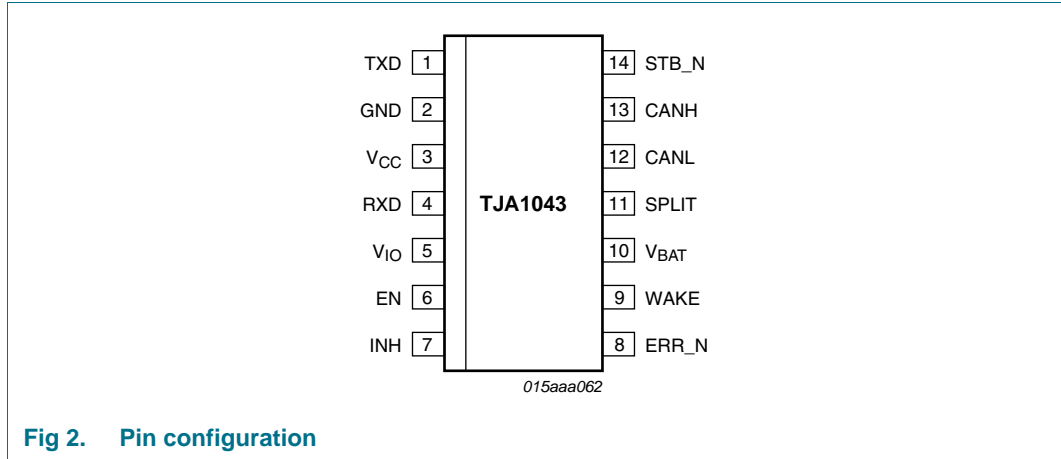 TXD 1 14 STB_N
GND 2 13 CANH
VCC 3 12 CANL
RXD 4 TJA1043 11 SPLIT
VIO 5 10 VBAT
EN 6 9 WAKE
INH 7 8 ERR_N
015aaa062
Fig 2. Pin configuration